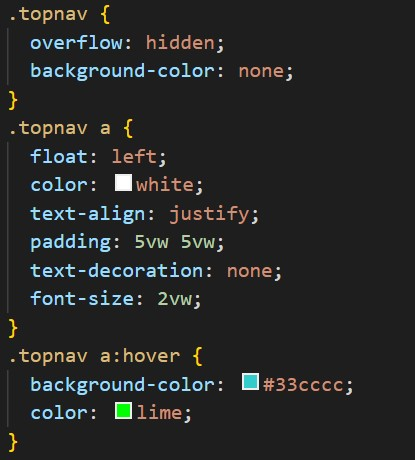 .topnav {
overflow: hidden;
background-color: none;
}
.topnav a {
float: left;
color: white;
text-align: justify;
padding: 5vw 5vw;
text-decoration: none;
font-size: 2vw;
}
.topnav a:hover {
background-color: #33cccc;
color: lime;
}